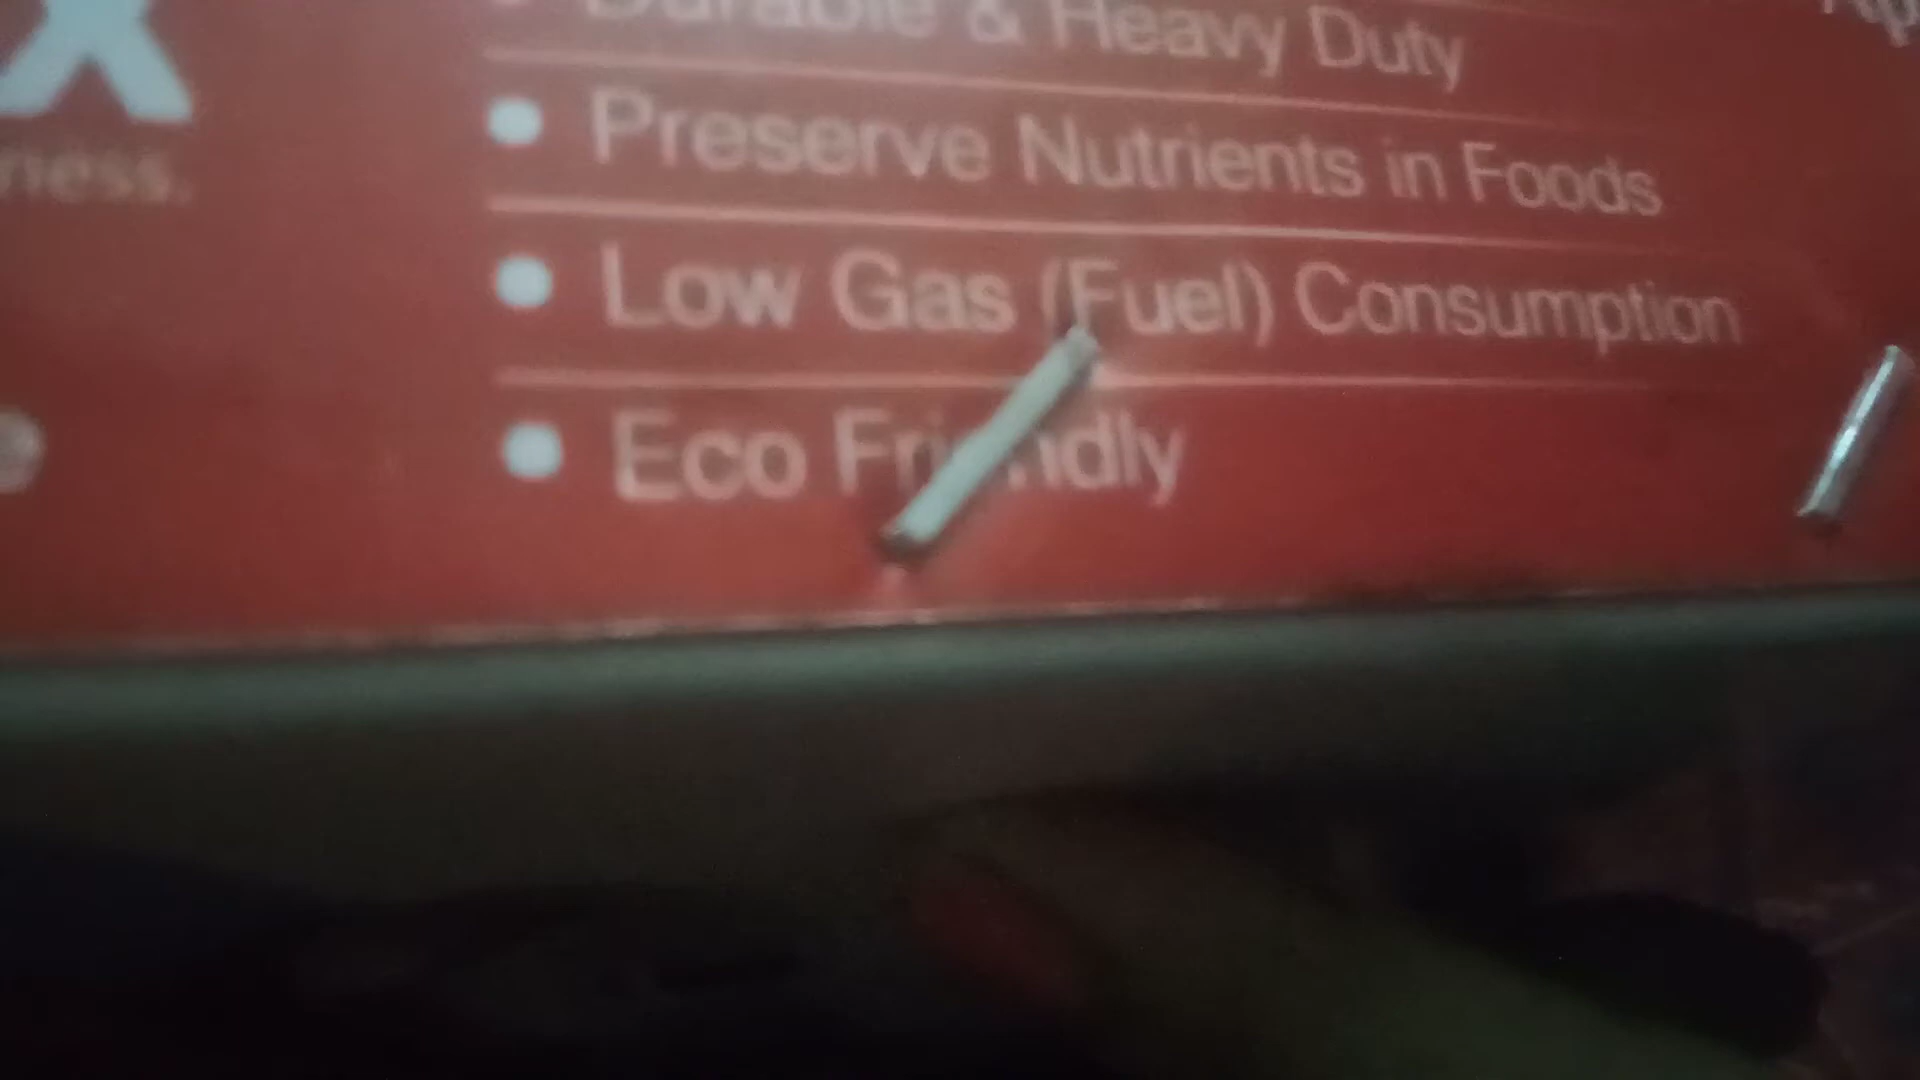 Durable & Heavy Duty
Preserve Nutrients in Foods
Low Gas (Fuel) Consumption
Eco Friendly